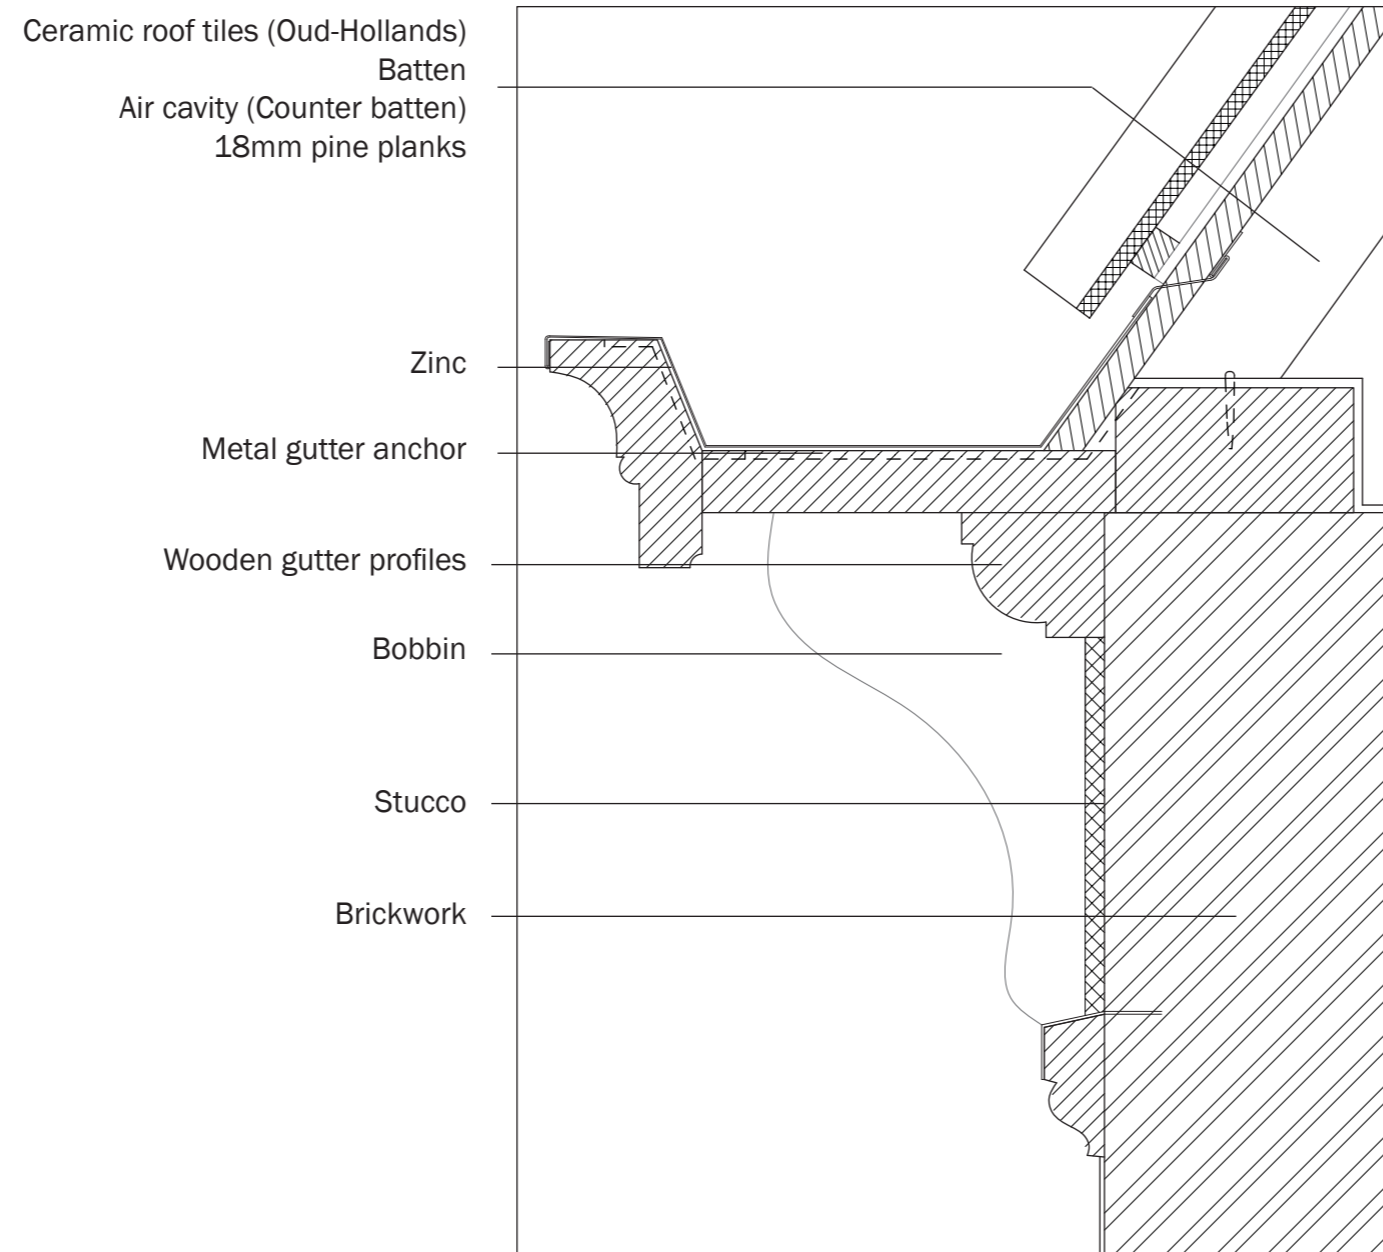 Ceramic roof tiles (Oud-Hollands)
Batten
Air cavity (Counter batten)
18mm pine planks
Zinc
Metal gutter anchor
Wooden gutter profiles
Bobbin
Stucco
Brickwork